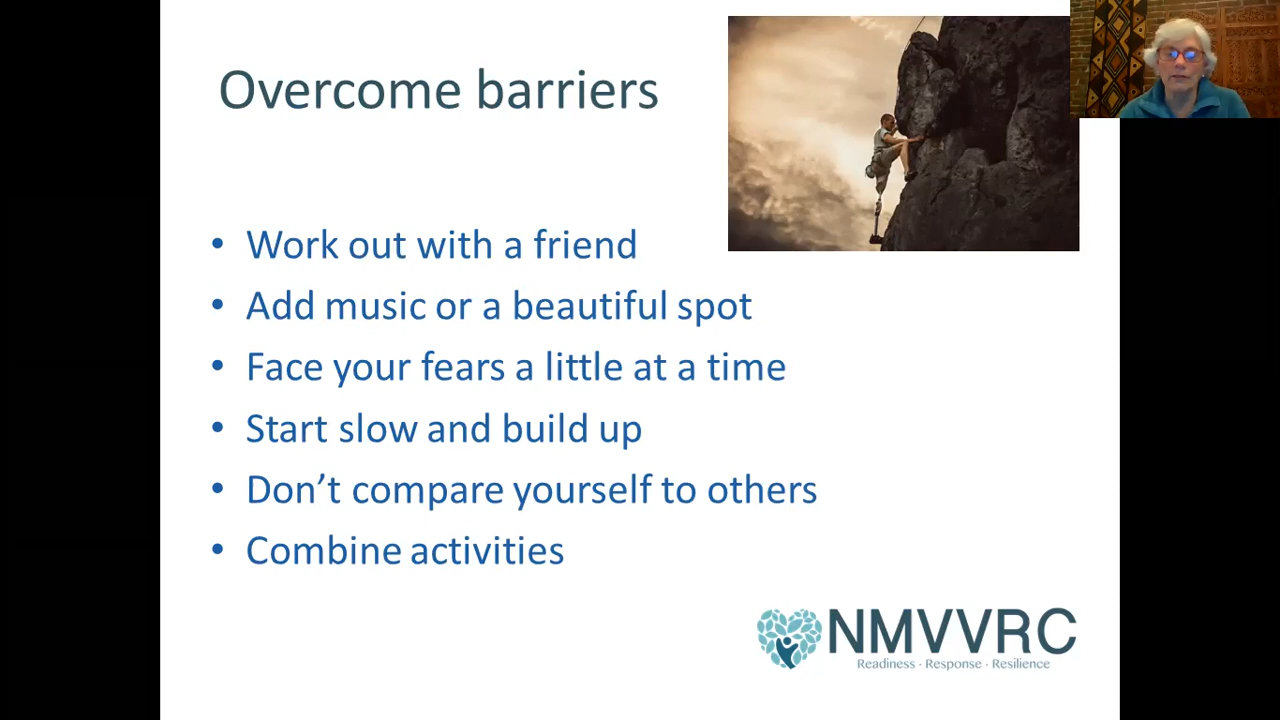 Overcome barriers
• Work out with a friend
• Add music or a beautiful spot
• Face your fears a little at a time
• Start slow and build up
• Don’t compare yourself to others
• Combine activities
NMVVRC
Readiness · Response · Resilience